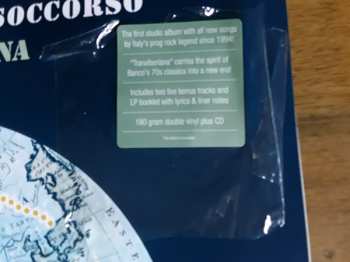 SOCCORSO
NA
The first studio album with all new songs
by Italy's prog rock legend since 1994!
"Transiberiana" carries the spirit of
Banco's 70s classics into a new era!
Includes two live bonus tracks and
LP booklet with lyrics & liner notes
180 gram double vinyl plus CD
EASTE